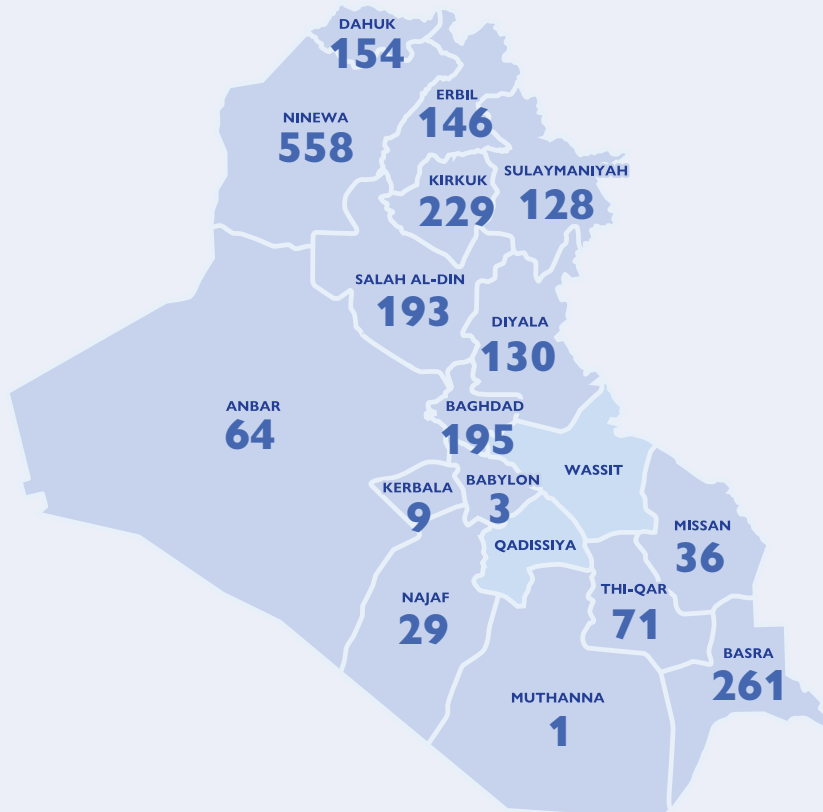 DAHUK
154
ERBIL
146
NINEWA
558
SULAYMANIYAH
128
KIRKUK
229
SALAH AL-DIN
193
DIYALA
130
ANBAR
64
BAGHDAD
195
WASSIT
BABYLON
3
KERBALA
9
MISSAN
36
QADISSIYA
THI-QAR
71
NAJAF
29
BASRA
261
MUTHANNA
1